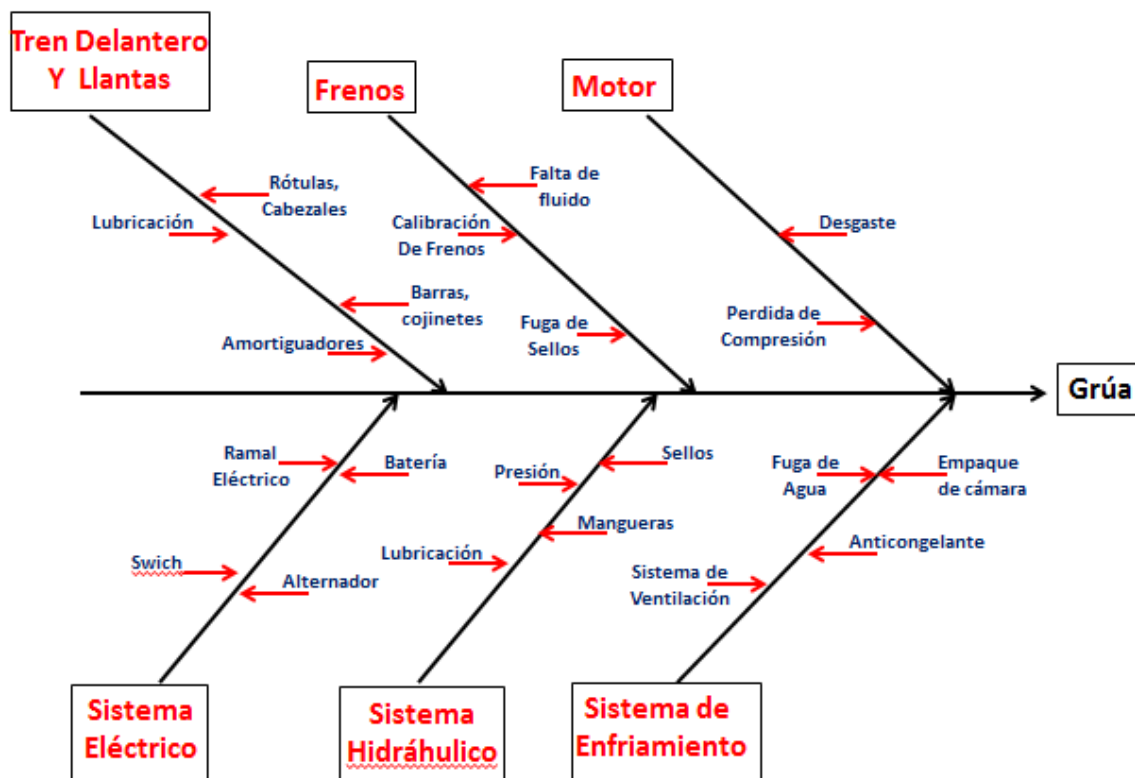 Tren Delantero
Y Llantas
Frenos
Motor
Rótulas,
Cabezales
Lubricación
Barras,
cojinetes
Amortiguadores
Falta de
fluido
Calibración
De Frenos
Fuga de
Sellos
Desgaste
Perdida de
Compresión
Grúa
Ramal
Eléctrico
Batería
Swich
Alternador
Sellos
Presión
Mangueras
Lubricación
Fuga de
Agua
Empaque
de cámara
Anticongelante
Sistema de
Ventilación
Sistema
Eléctrico
Sistema
Hidráhulico
Sistema de
Enfriamiento